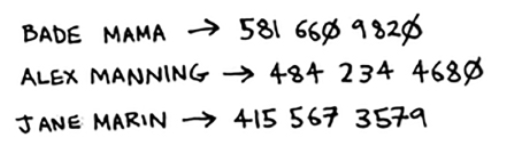 BADE MAMA → 581 660 9820
ALEX MANNING → 484 234 4680
JANE MARIN → 415 567 3579